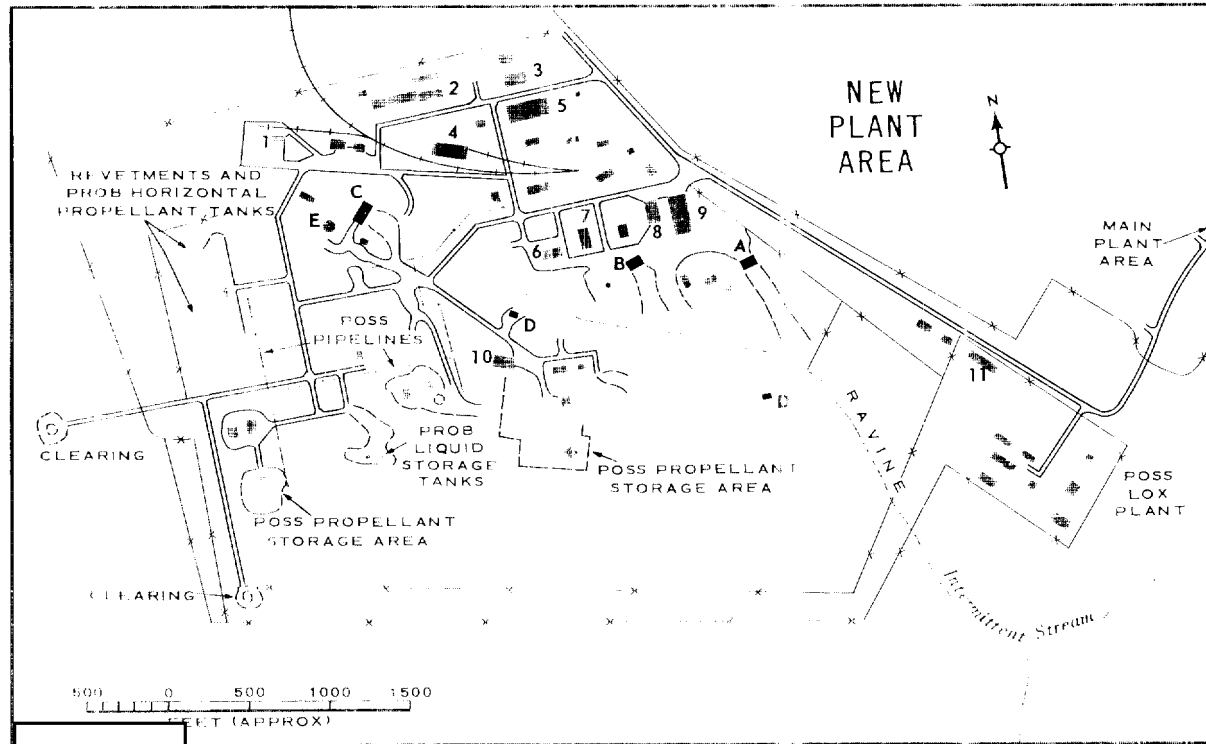 NEW
PLANT
AREA
N
3
2
5
4
1
REVETMENTS AND
PROB HORIZONTAL
PROPELLANT TANKS
C
E
7
8
9
6
B
A
MAIN
PLANT
AREA
D
POSS
PIPELINES
10
11
D
RAVINE
CLEARING
PROB
LIQUID
STORAGE
TANKS
POSS PROPELLANT
STORAGE AREA
POSS
LOX
PLANT
POSS PROPELLANT
STORAGE AREA
CLEARING
Intermittent Stream
500 0 500 1000 1500
FEET (APPROX)